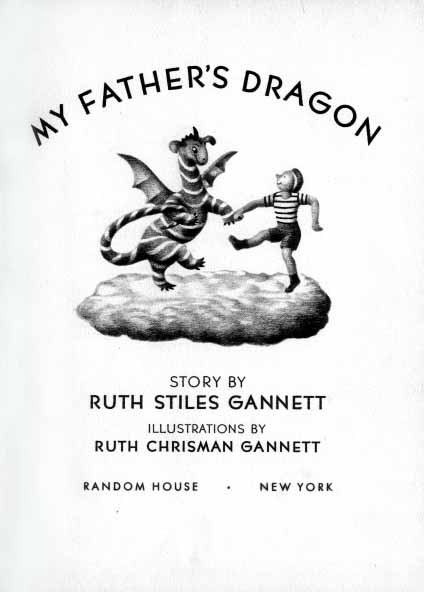 MY FATHER'S DRAGON
STORY BY
RUTH STILES GANNETT
ILLUSTRATIONS BY
RUTH CHRISMAN GANNETT
RANDOM HOUSE · NEW YORK